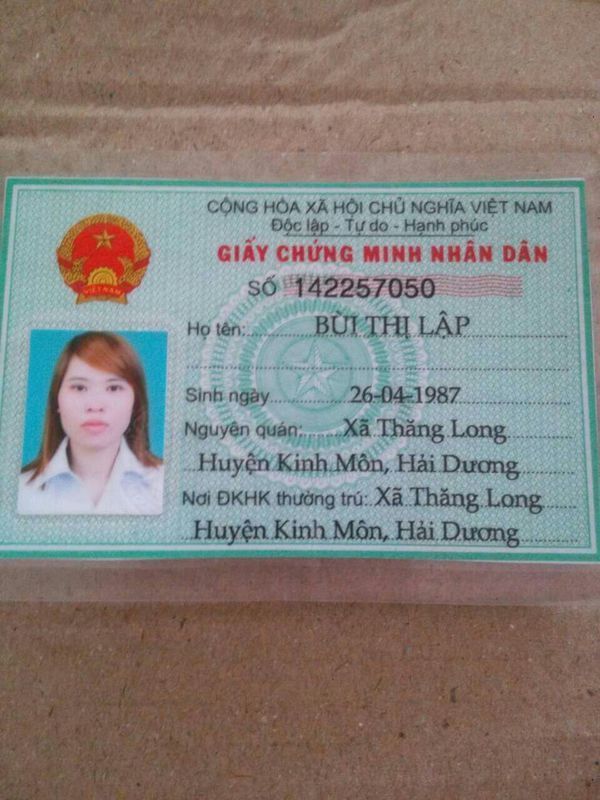 CỘNG HÒA XÃ HỘI CHỦ NGHĨA VIỆT NAM
Độc lập - Tự do - Hạnh phúc
GIẤY CHỨNG MINH NHÂN DÂN
SỐ 142257050
Họ tên: BÙI THỊ LẬP
Sinh ngày 26-04-1987
Nguyên quán: Xã Thăng Long
Huyện Kinh Môn, Hải Dương
Nơi ĐKHK thường trú: Xã Thăng Long
Huyện Kinh Môn, Hải Dương
VIỆT NAM